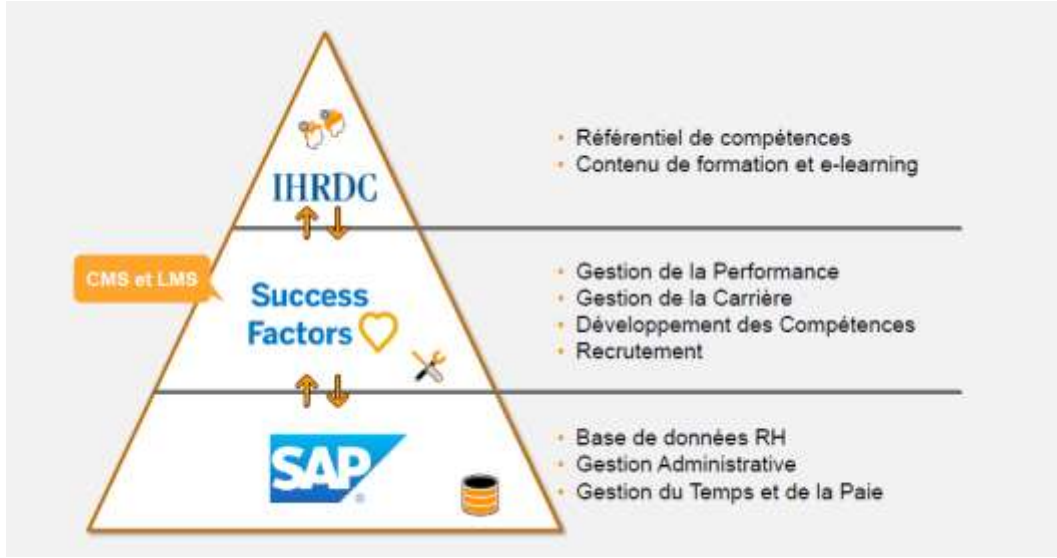 IHRDC
• Référentiel de compétences
• Contenu de formation et e-learning
CMS et LMS
Success
Factors
• Gestion de la Performance
• Gestion de la Carrière
• Développement des Compétences
• Recrutement
SAP
®
• Base de données RH
• Gestion Administrative
• Gestion du Temps et de la Paie